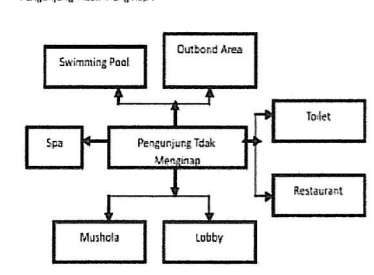 Outbond Area
Swimming Pool
Toilet
Spa
Pengunjung Tdak
Menginap
Restaurant
Mushola
Lobby